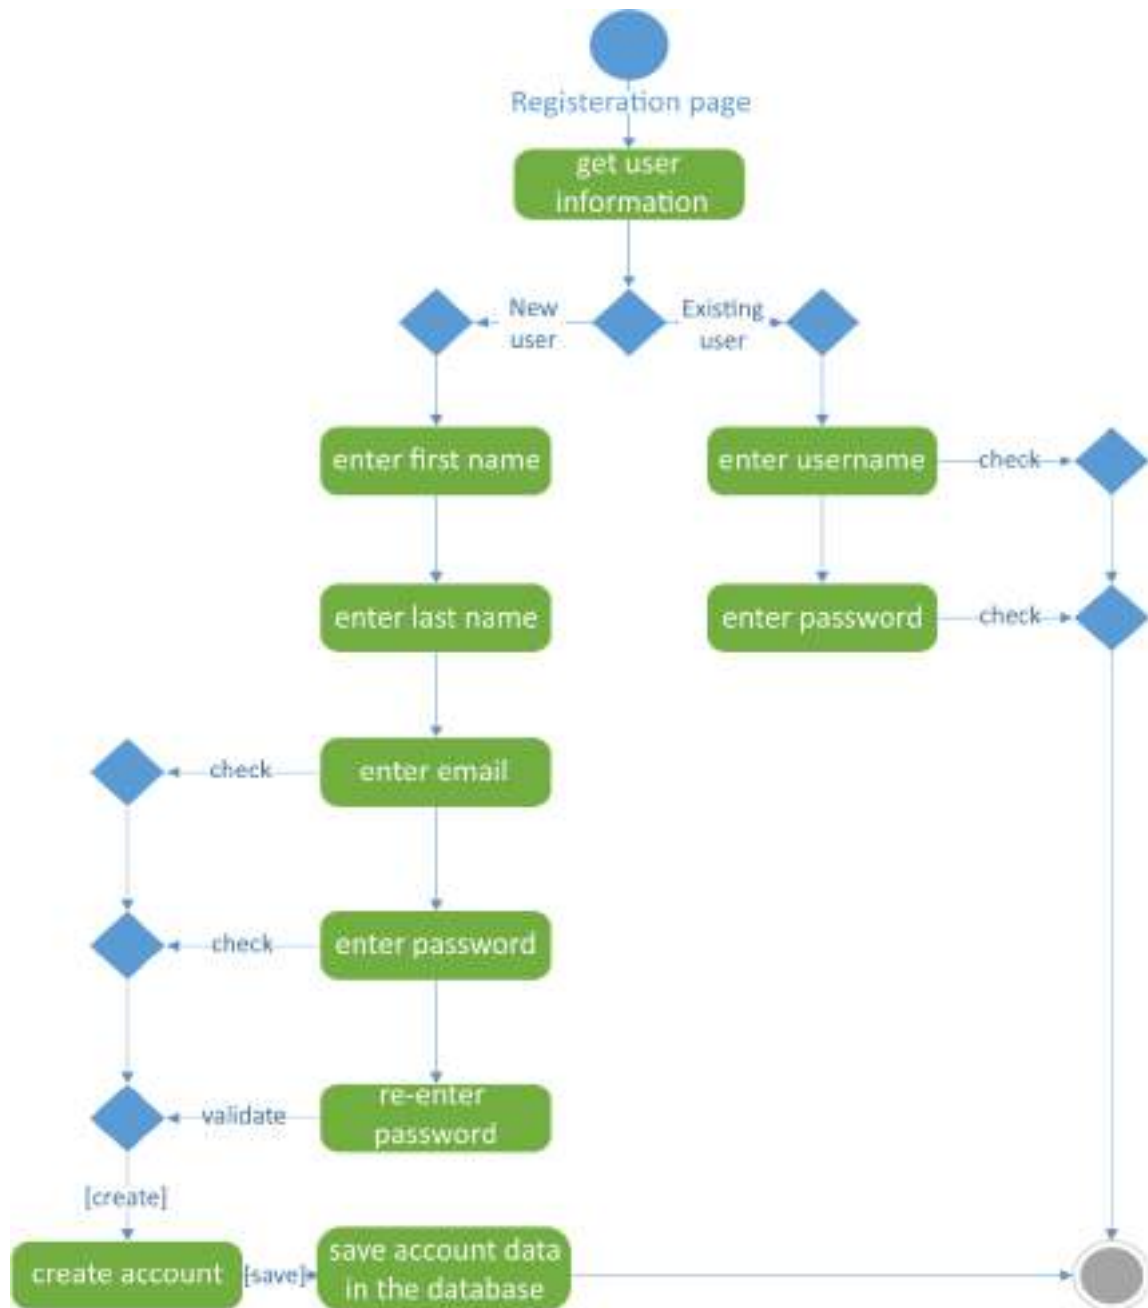 Registeration page
get user
information
New
user
Existing
user
enter first name
enter username
check
enter last name
enter password
check
check
enter email
check
enter password
validate
re-enter
password
[create]
create account
[save]
save account data
in the database